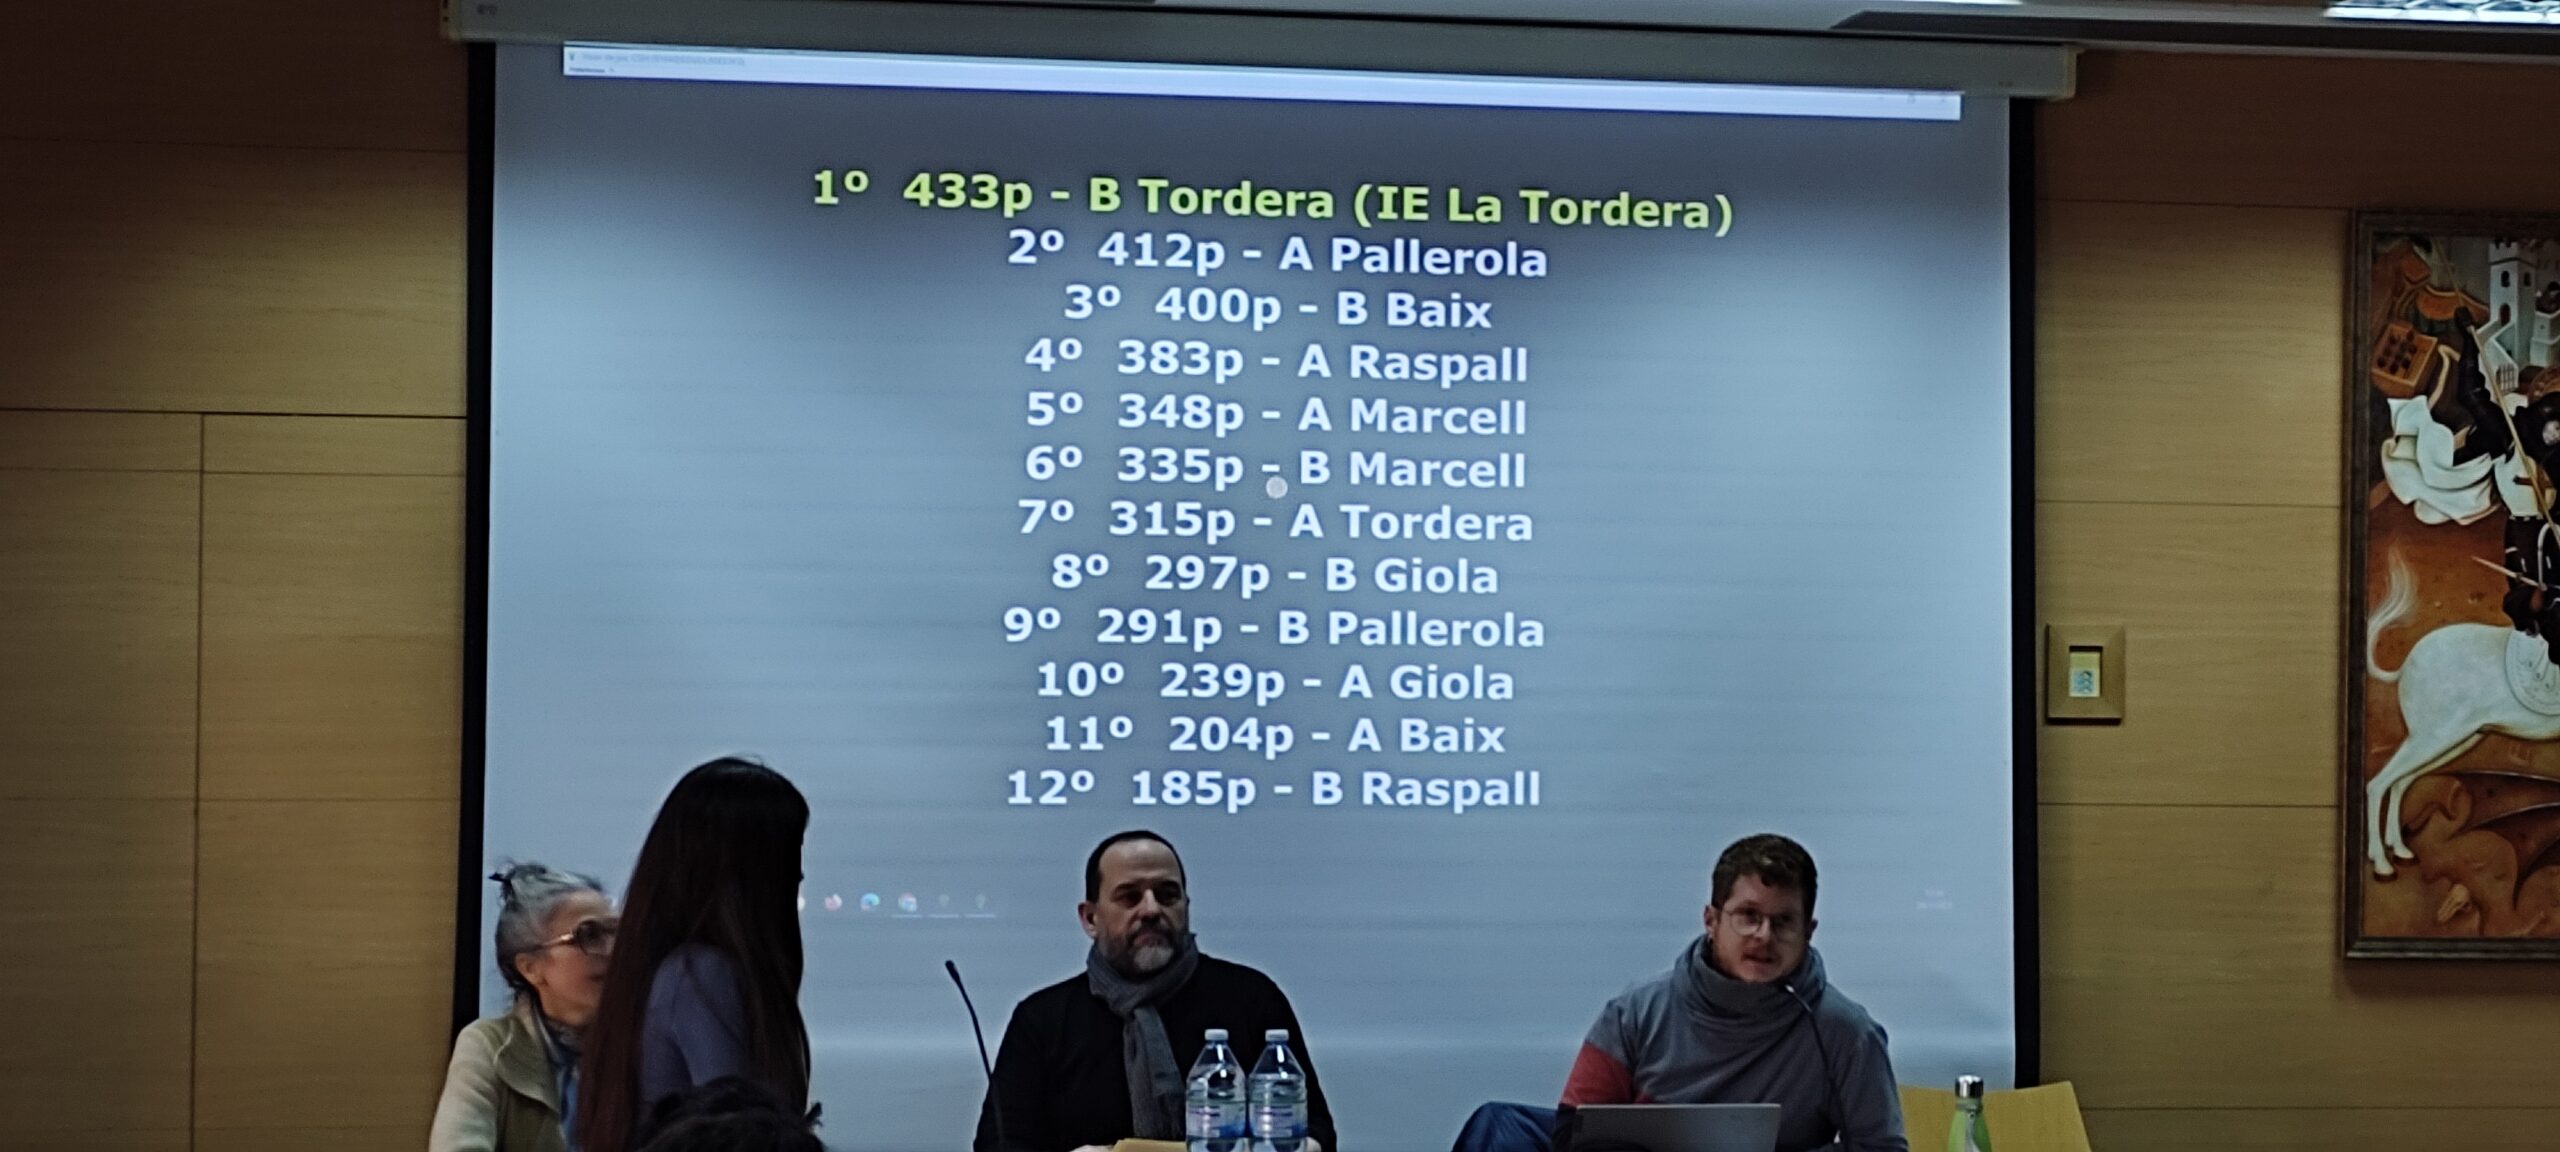 1º 433p - B Tordera (IE La Tordera)
2º 412p - A Pallerola
3º 400p - B Baix
4º 383p - A Raspall
5º 348p - A Marcell
6º 335p - B Marcell
7º 315p - A Tordera
8º 297p - B Giola
9º 291p - B Pallerola
10º 239p - A Giola
11º 204p - A Baix
12º 185p - B Raspall